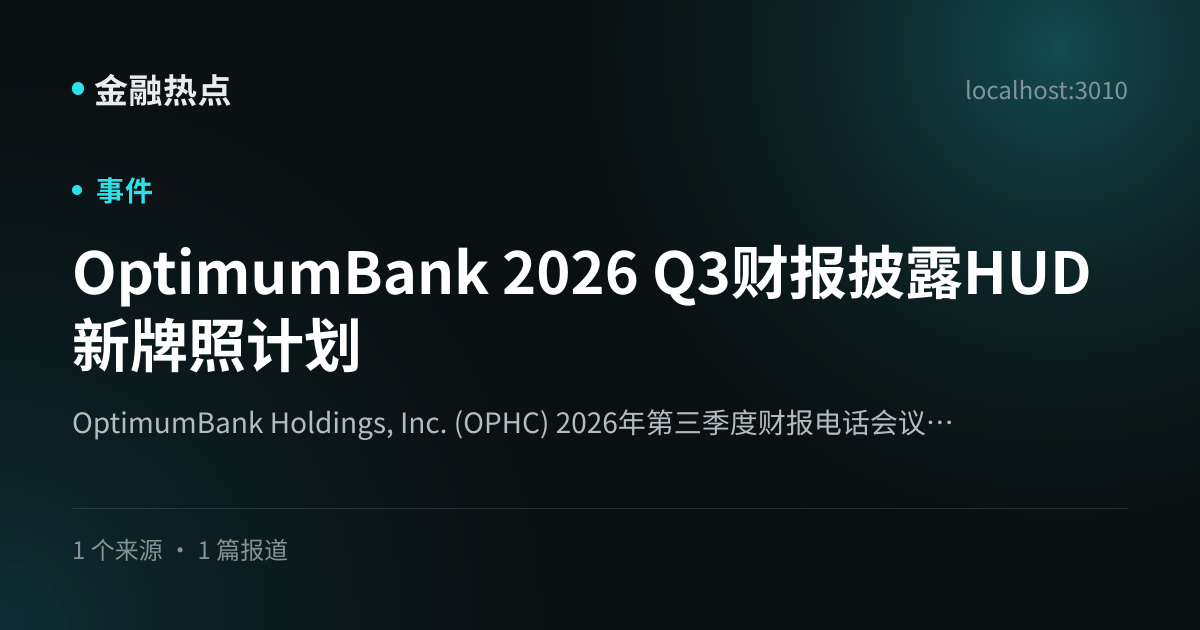 金融热点
localhost:3010
事件
OptimumBank 2026 Q3财报披露HUD
新牌照计划
OptimumBank Holdings, Inc. (OPHC) 2026年第三季度财报电话会议…
1 个来源 · 1 篇报道